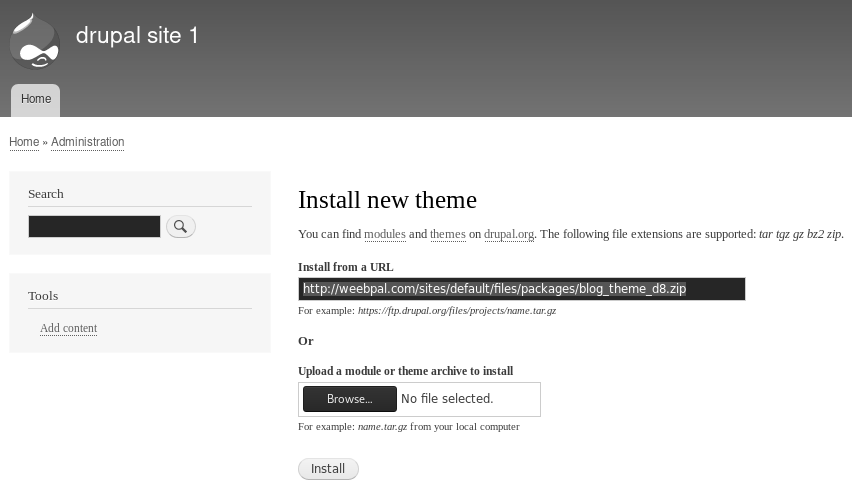 drupal site 1
Home
Home » Administration
Search
Tools
Add content
Install new theme
You can find modules and themes on drupal.org. The following file extensions are supported: tar tgz gz bz2 zip.
Install from a URL
http://weebpal.com/sites/default/files/packages/blog_theme_d8.zip
For example: https://ftp.drupal.org/files/projects/name.tar.gz
Or
Upload a module or theme archive to install
Browse... No file selected.
For example: name.tar.gz from your local computer
Install